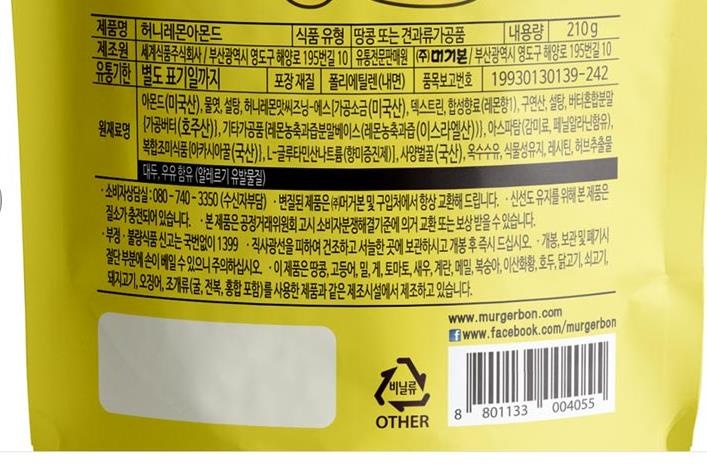 제품명 허니레몬아몬드 식품 유형 땅콩 또는 견과류가공품 내용량 210g
제조원 세계식품주식회사 / 부산광역시 영도구 해양로 195번길 10 유통전문판매원 (주)머거본 / 부산광역시 영도구 해양로 195번길 10
유통기한 별도 표기일까지 포장 재질 폴리에틸렌(내면) 품목보고번호 19930130139-242
원재료명 아몬드(미국산), 물엿, 설탕, 허니레몬맛씨즈닝-에스[가공소금(미국산), 덱스트린, 합성향료(레몬향1), 구연산, 설탕, 버터혼합분말
{가공버터(호주산)}, 기타가공품{레몬농축과즙분말베이스(레몬농축과즙(이스라엘산))}, 아스파탐(감미료, 페닐알라닌함유),
복합조미식품[아카시아꿀(국산)], L-글루타민산나트륨(향미증진제)], 사양벌꿀(국산), 옥수수유, 식물성유지, 레시틴, 허브추출물
대두, 우유 함유 (알레르기 유발물질)
· 소비자상담실 : 080 - 740 - 3350 (수신자부담) · 변질된 제품은 ㈜머거본 및 구입처에서 항상 교환해 드립니다. · 신선도 유지를 위해 본 제품은
질소가 충전되어 있습니다. · 본 제품은 공정거래위원회 고시 소비자분쟁해결기준에 의거 교환 또는 보상 받을 수 있습니다.
· 부정 · 불량식품 신고는 국번없이 1399 · 직사광선을 피하여 건조하고 서늘한 곳에 보관하시고 개봉 후 즉시 드십시오. · 개봉, 보관 및 폐기시
절단 부분에 손이 베일 수 있으니 주의하십시오. · 이 제품은 땅콩, 고등어, 밀, 게, 토마토, 새우, 계란, 메밀, 복숭아, 이산화황, 호두, 닭고기, 쇠고기,
돼지고기, 오징어, 조개류(굴, 전복, 홍합 포함)를 사용한 제품과 같은 제조시설에서 제조하고 있습니다.
www.murgerbon.com
f www.facebook.com/murgerbon
비닐류
OTHER
8 801133 004055